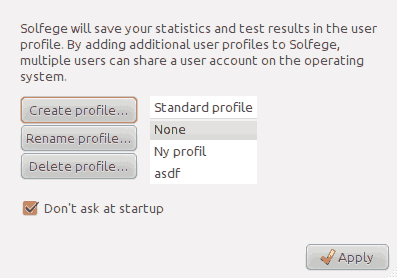 Solfege will save your statistics and test results in the user
profile. By adding additional user profiles to Solfege,
multiple users can share a user account on the operating
system.
Create profile...
Rename profile...
Delete profile...
Standard profile
None
Ny profil
asdf
Don't ask at startup
Apply